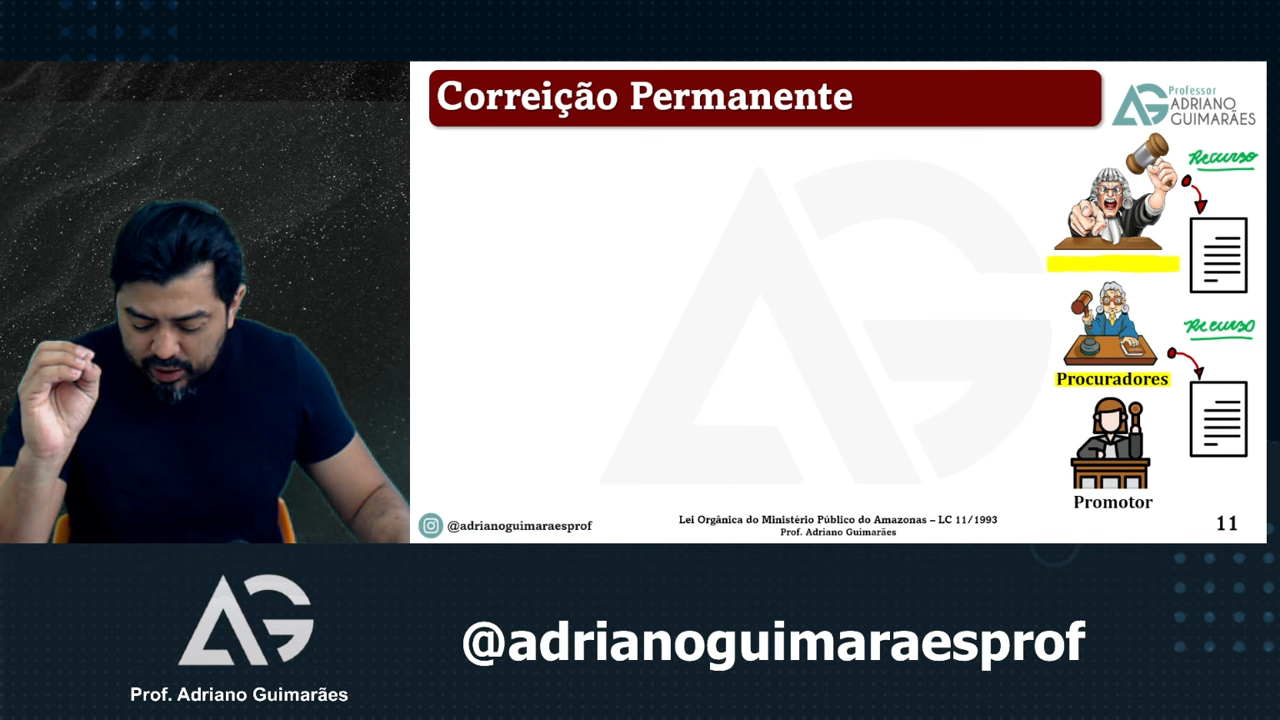 Correição Permanente
Professor
ADRIANO
GUIMARÃES
Recurso
Recurso
Procuradores
Promotor
@adrianoguimaraesprof
Lei Orgânica do Ministério Público do Amazonas – LC 11/1993
Prof. Adriano Guimarães
11
AG
Prof. Adriano Guimarães
@adrianoguimaraesprof